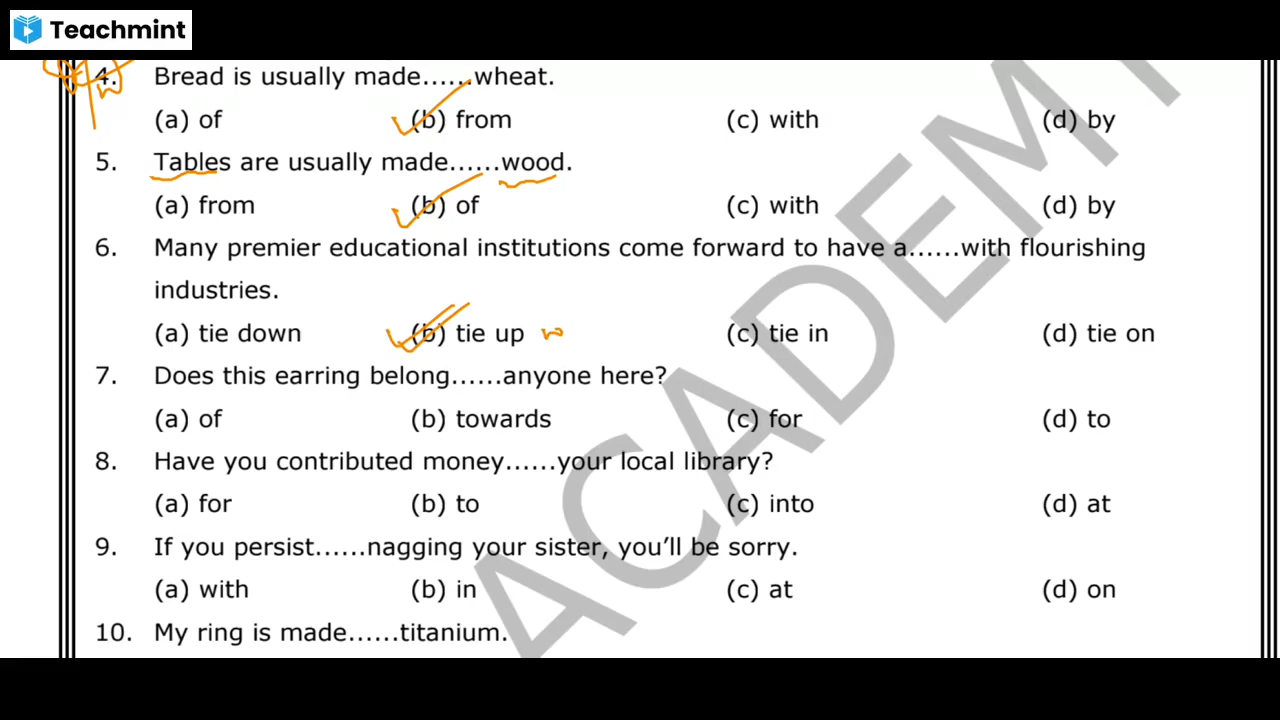 Teachmint
4. Bread is usually made......wheat.
(a) of (b) from (c) with (d) by
5. Tables are usually made......wood.
(a) from (b) of (c) with (d) by
6. Many premier educational institutions come forward to have a......with flourishing
industries.
(a) tie down (b) tie up (c) tie in (d) tie on
7. Does this earring belong......anyone here?
(a) of (b) towards (c) for (d) to
8. Have you contributed money......your local library?
(a) for (b) to (c) into (d) at
9. If you persist......nagging your sister, you'll be sorry.
(a) with (b) in (c) at (d) on
10. My ring is made......titanium.
ACADEMY